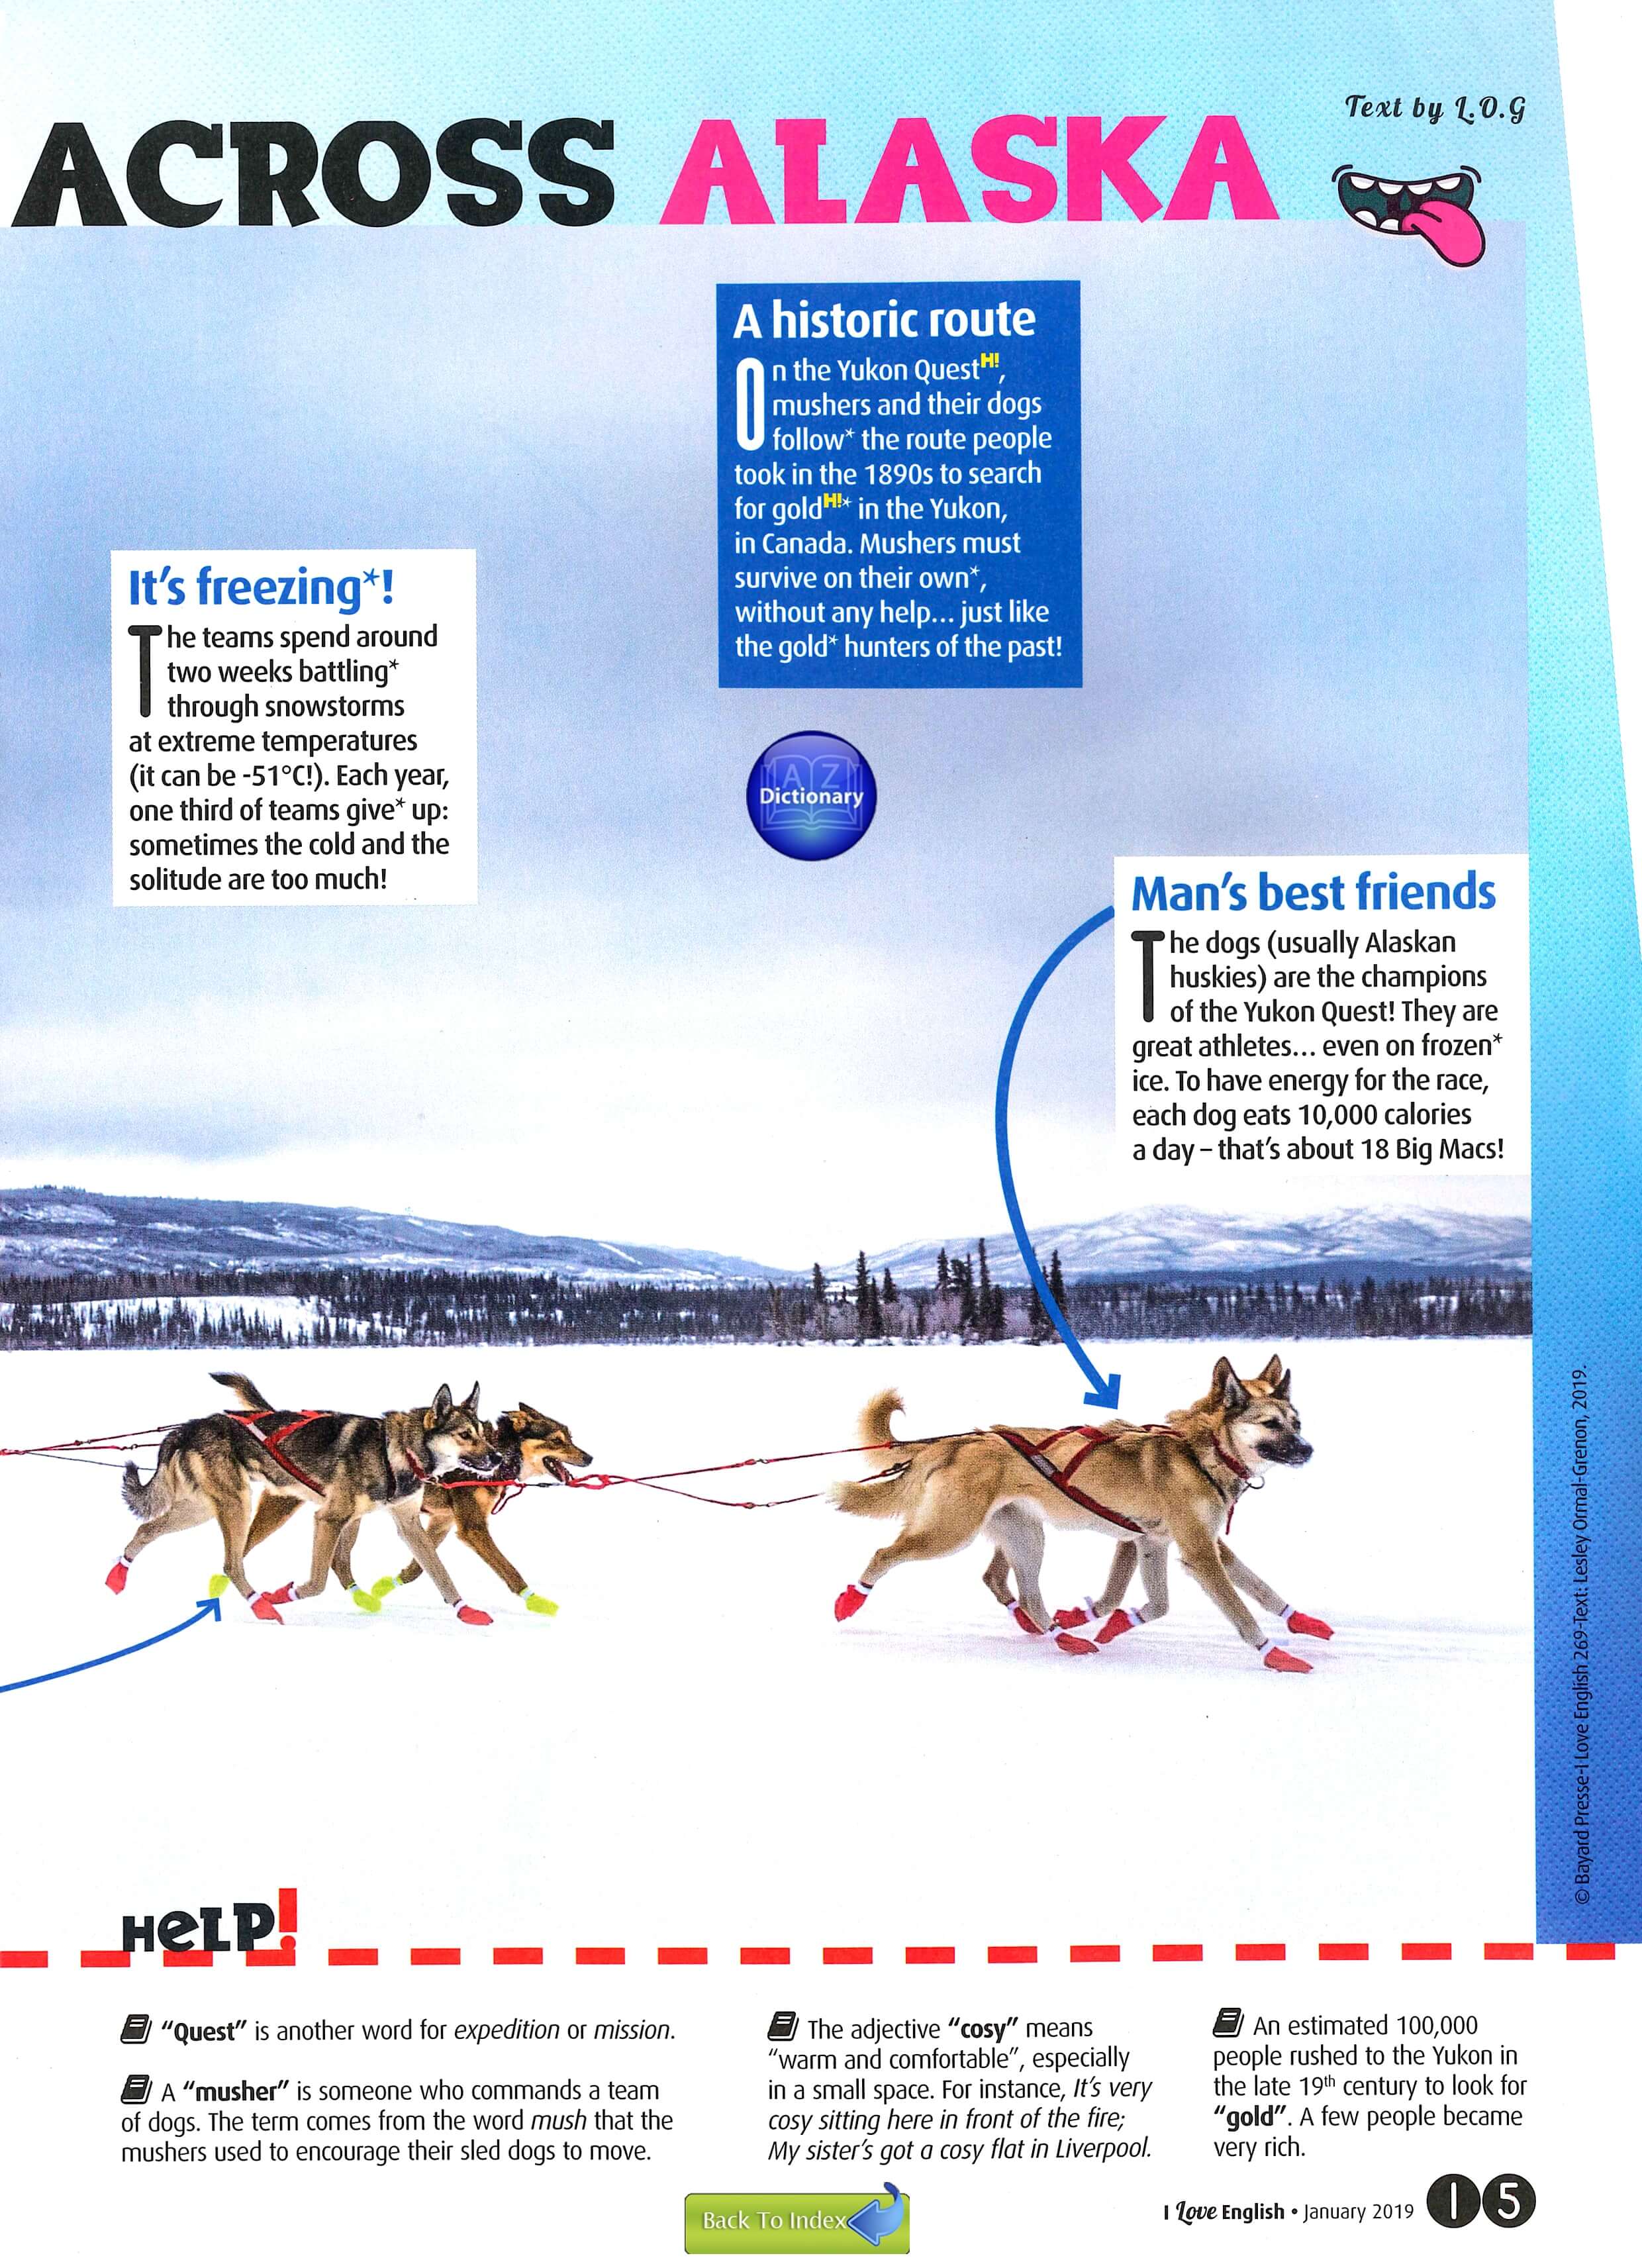 Text by L.O.G
ACROSS ALASKA
A historic route
On the Yukon QuestH!,
mushers and their dogs
follow* the route people
took in the 1890s to search
for goldH!* in the Yukon,
in Canada. Mushers must
survive on their own*,
without any help... just like
the gold* hunters of the past!
It's freezing*!
The teams spend around
two weeks battling*
through snowstorms
at extreme temperatures
(it can be -51°C!). Each year,
one third of teams give* up:
sometimes the cold and the
solitude are too much!
A Z
Dictionary
Man's best friends
The dogs (usually Alaskan
huskies) are the champions
of the Yukon Quest! They are
great athletes... even on frozen*
ice. To have energy for the race,
each dog eats 10,000 calories
a day – that's about 18 Big Macs!
© Bayard Presse-I Love English 269-Text: Lesley Ormal-Grenon, 2019.
HeLP!
"Quest" is another word for expedition or mission.
A "musher" is someone who commands a team
of dogs. The term comes from the word mush that the
mushers used to encourage their sled dogs to move.
The adjective "cosy" means
"warm and comfortable", especially
in a small space. For instance, It's very
cosy sitting here in front of the fire;
My sister's got a cosy flat in Liverpool.
An estimated 100,000
people rushed to the Yukon in
the late 19th century to look for
"gold". A few people became
very rich.
Back To Index
I Love English • January 2019 15